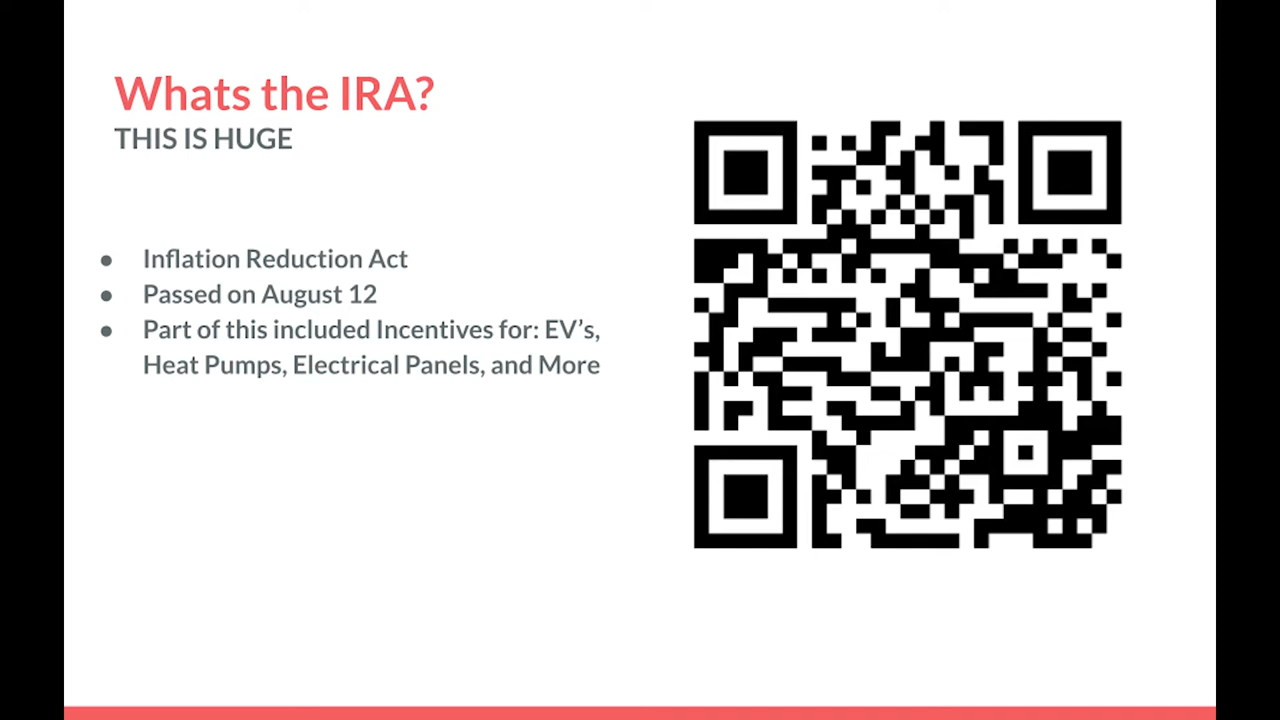 Whats the IRA?
THIS IS HUGE
● Inflation Reduction Act
● Passed on August 12
● Part of this included Incentives for: EV's,
Heat Pumps, Electrical Panels, and More